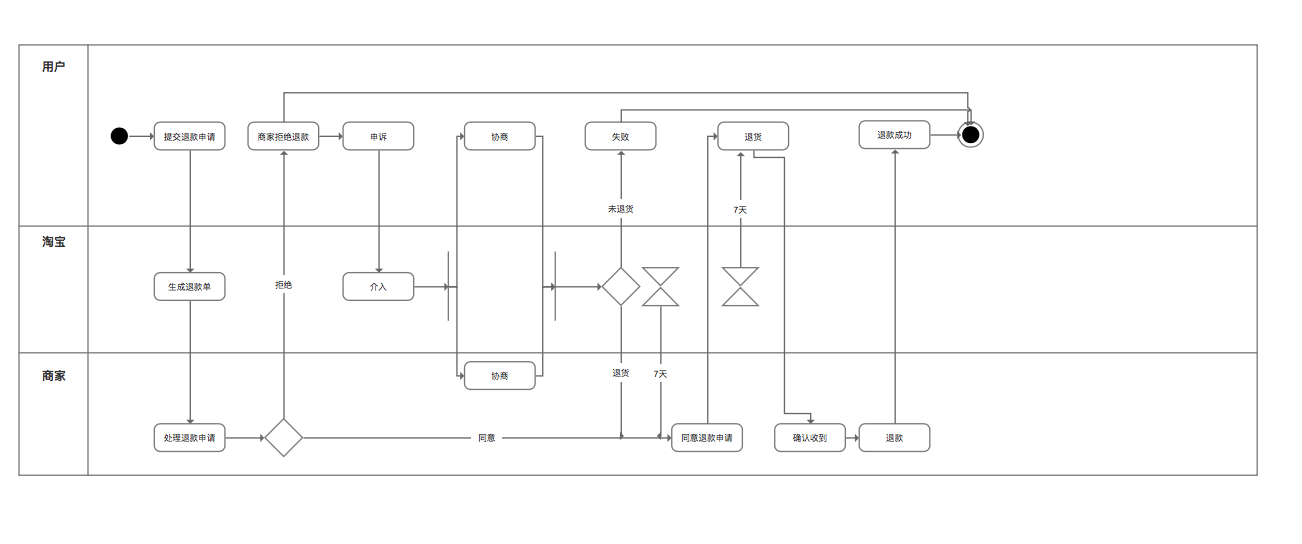 用户
提交退款申请
商家拒绝退款
申诉
协商
失败
退货
退款成功
未退货
7天
淘宝
生成退款单
拒绝
介入
商家
协商
退货
7天
处理退款申请
同意
同意退款申请
确认收到
退款